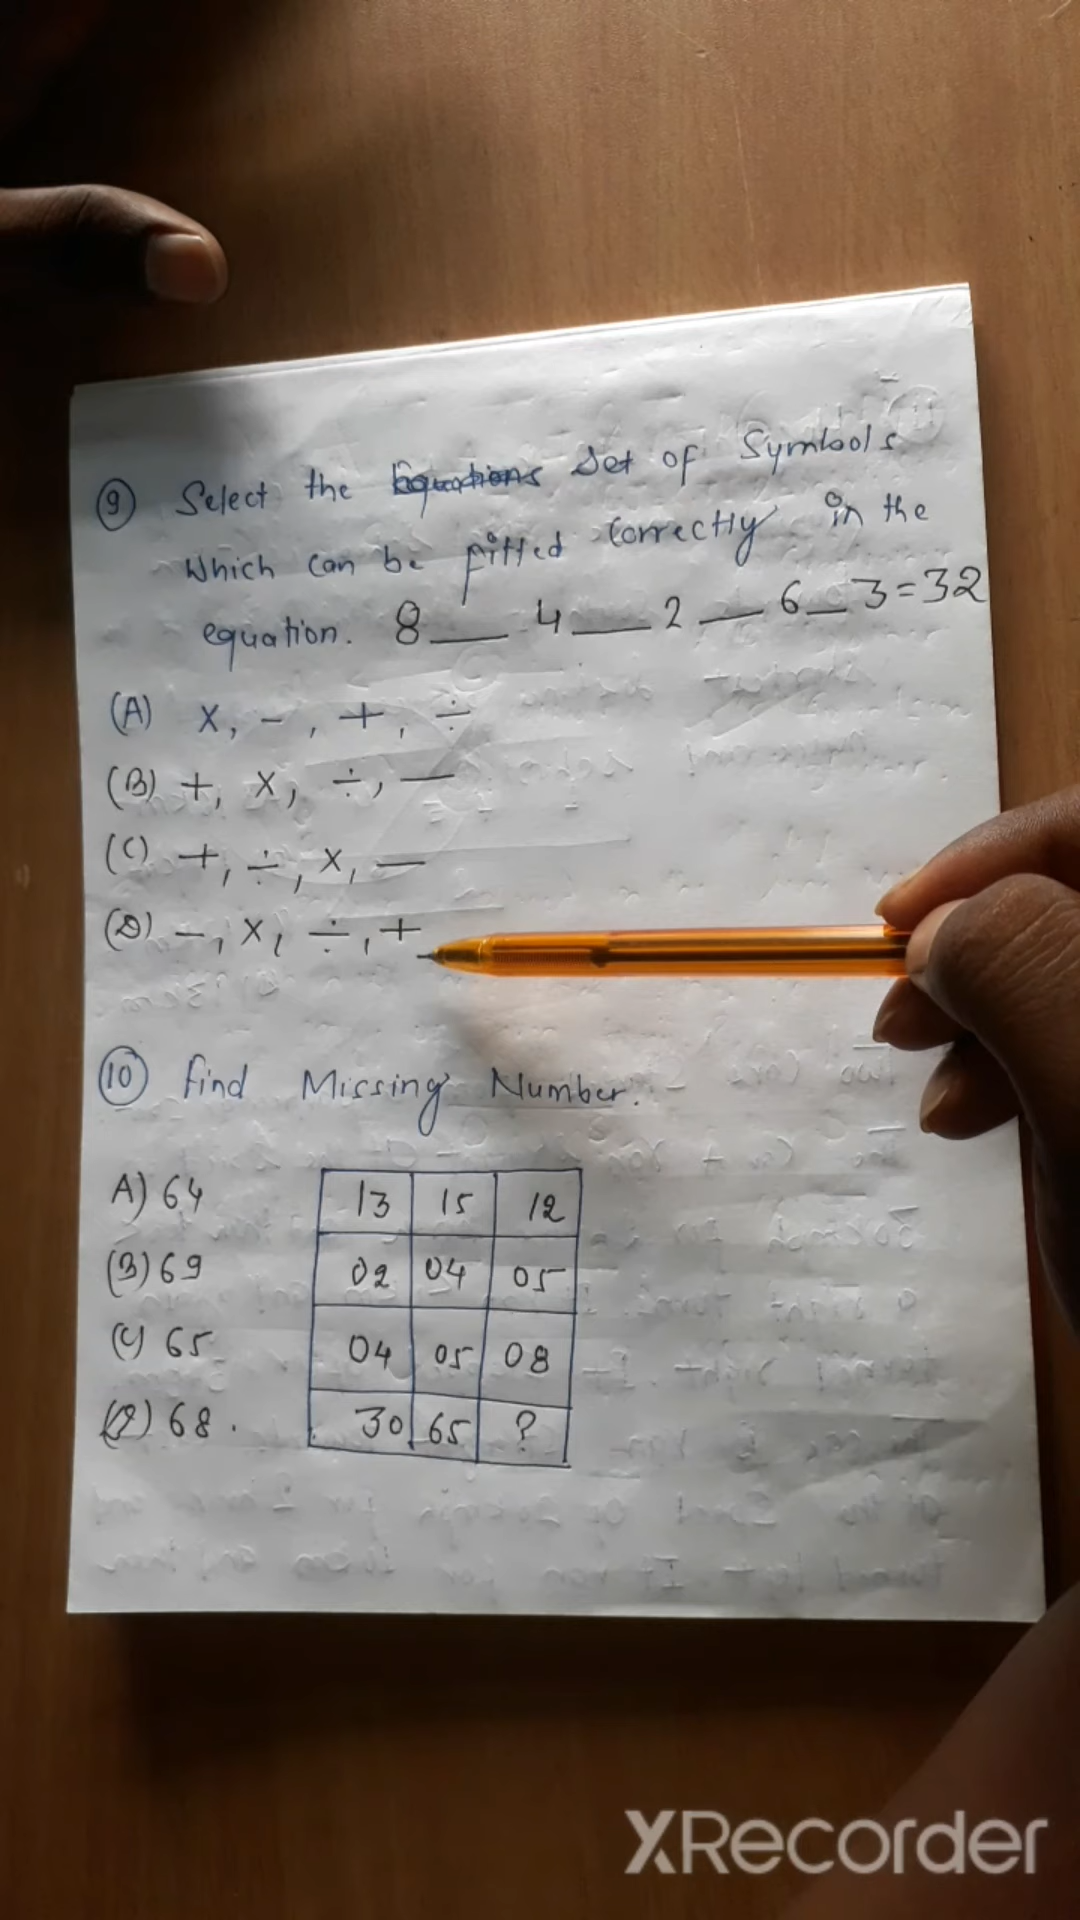 ⑨ Select the Set of Symbols
which can be fitted correctly in the
equation. 8 __ 4 __ 2 __ 6 __ 3 = 32
(A) ×, −, +, ÷
(B) +, ×, ÷, −
(C) +, ÷, ×, −
(D) −, ×, ÷, +
⑩ find Missing Number.
A) 64
(B) 69
(C) 65
(D) 68.
13 15 12
02 04 05
04 05 08
30 65 ?
XRecorder